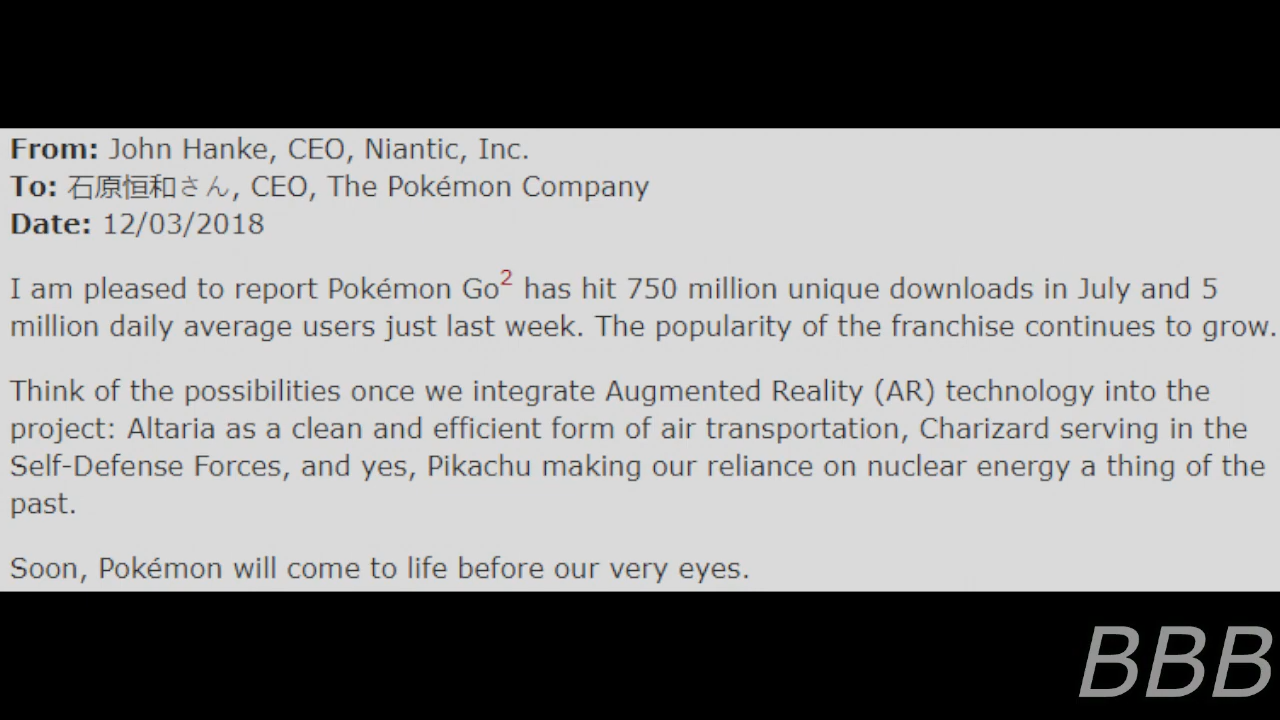 From: John Hanke, CEO, Niantic, Inc.
To: 石原恒和さん, CEO, The Pokémon Company
Date: 12/03/2018
I am pleased to report Pokémon Go2 has hit 750 million unique downloads in July and 5
million daily average users just last week. The popularity of the franchise continues to grow.
Think of the possibilities once we integrate Augmented Reality (AR) technology into the
project: Altaria as a clean and efficient form of air transportation, Charizard serving in the
Self-Defense Forces, and yes, Pikachu making our reliance on nuclear energy a thing of the
past.
Soon, Pokémon will come to life before our very eyes.
BBB